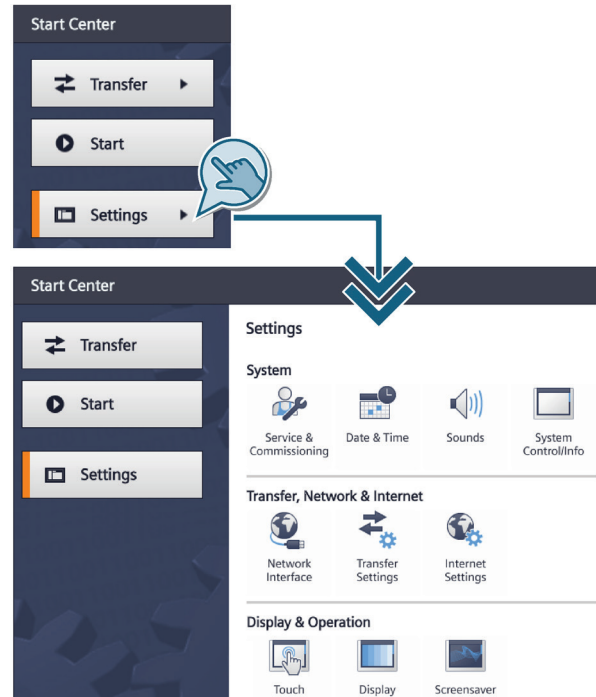 Start Center
Transfer
Start
Settings
Start Center
Transfer
Start
Settings
Settings
System
Service &
Commissioning
Date & Time
Sounds
System
Control/Info
Transfer, Network & Internet
Network
Interface
Transfer
Settings
Internet
Settings
Display & Operation
Touch
Display
Screensaver